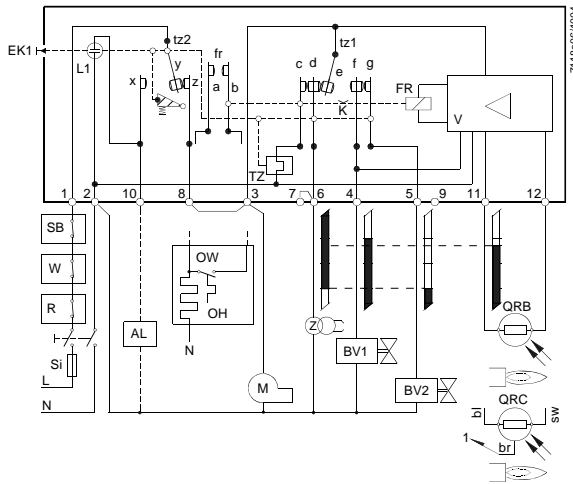 tz2
tz1
fr
EK1
L1
y
c d e f g
x
z
a
b
FR
K
V
TZ
1 2 10 8 3 7 6 4 5 9 11 12
SB
W
R
Si
L
N
AL
OW
OH
N
M
Z
BV1
BV2
QRB
QRC
bl
sw
br
1